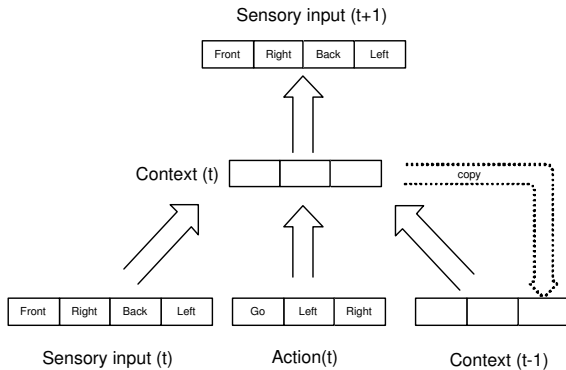 Sensory input (t+1)
Front Right Back Left
Context (t)
copy
Front Right Back Left
Go Left Right
Sensory input (t)
Action(t)
Context (t-1)